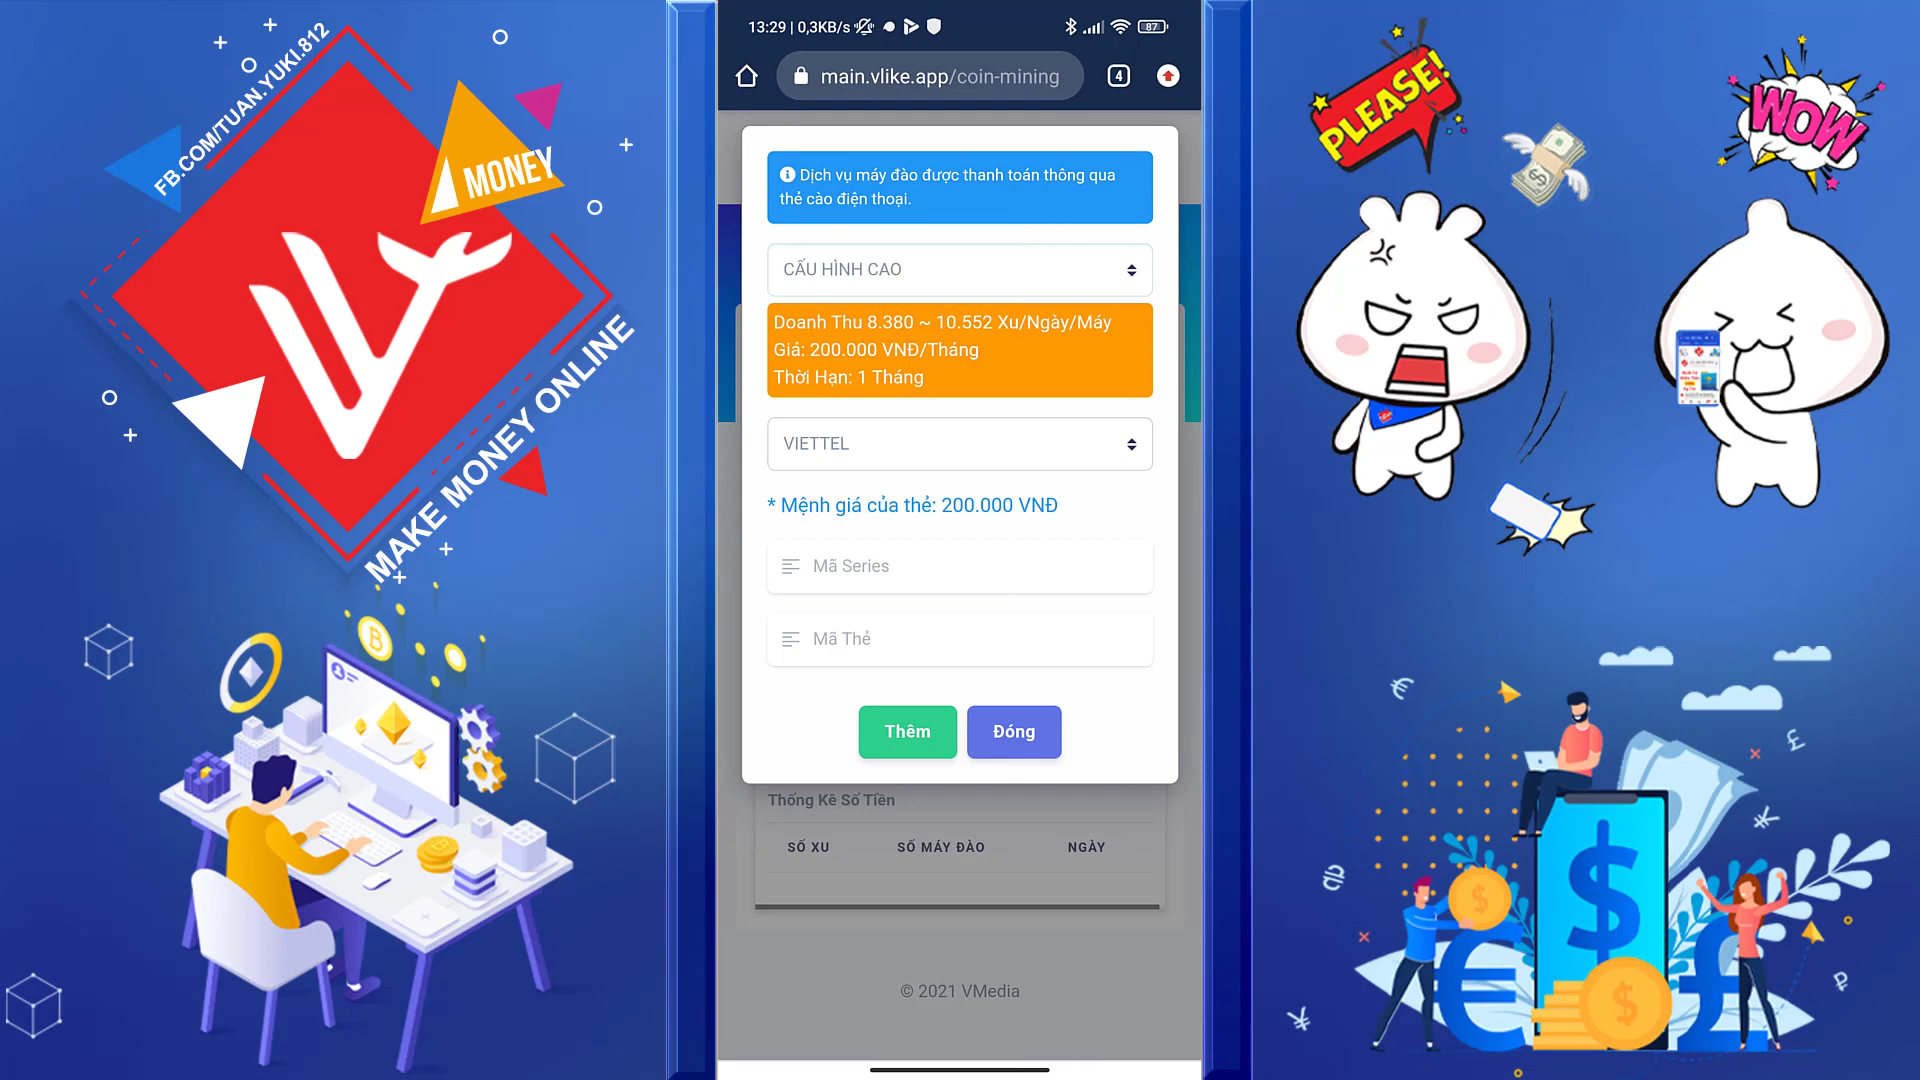 FB.COM/TUAN.YUKI.812
MONEY
MAKE MONEY ONLINE
13:29 | 0,3KB/s
87
main.vlike.app/coin-mining
4
Dịch vụ máy đào được thanh toán thông qua
thẻ cào điện thoại.
CẤU HÌNH CAO
Doanh Thu 8.380 ~ 10.552 Xu/Ngày/Máy
Giá: 200.000 VNĐ/Tháng
Thời Hạn: 1 Tháng
VIETTEL
* Mệnh giá của thẻ: 200.000 VNĐ
Mã Series
Mã Thẻ
Thêm
Đóng
Thống Kê Số Tiền
SỐ XU
SỐ MÁY ĐÀO
NGÀY
© 2021 VMedia
PLEASE!
WOW